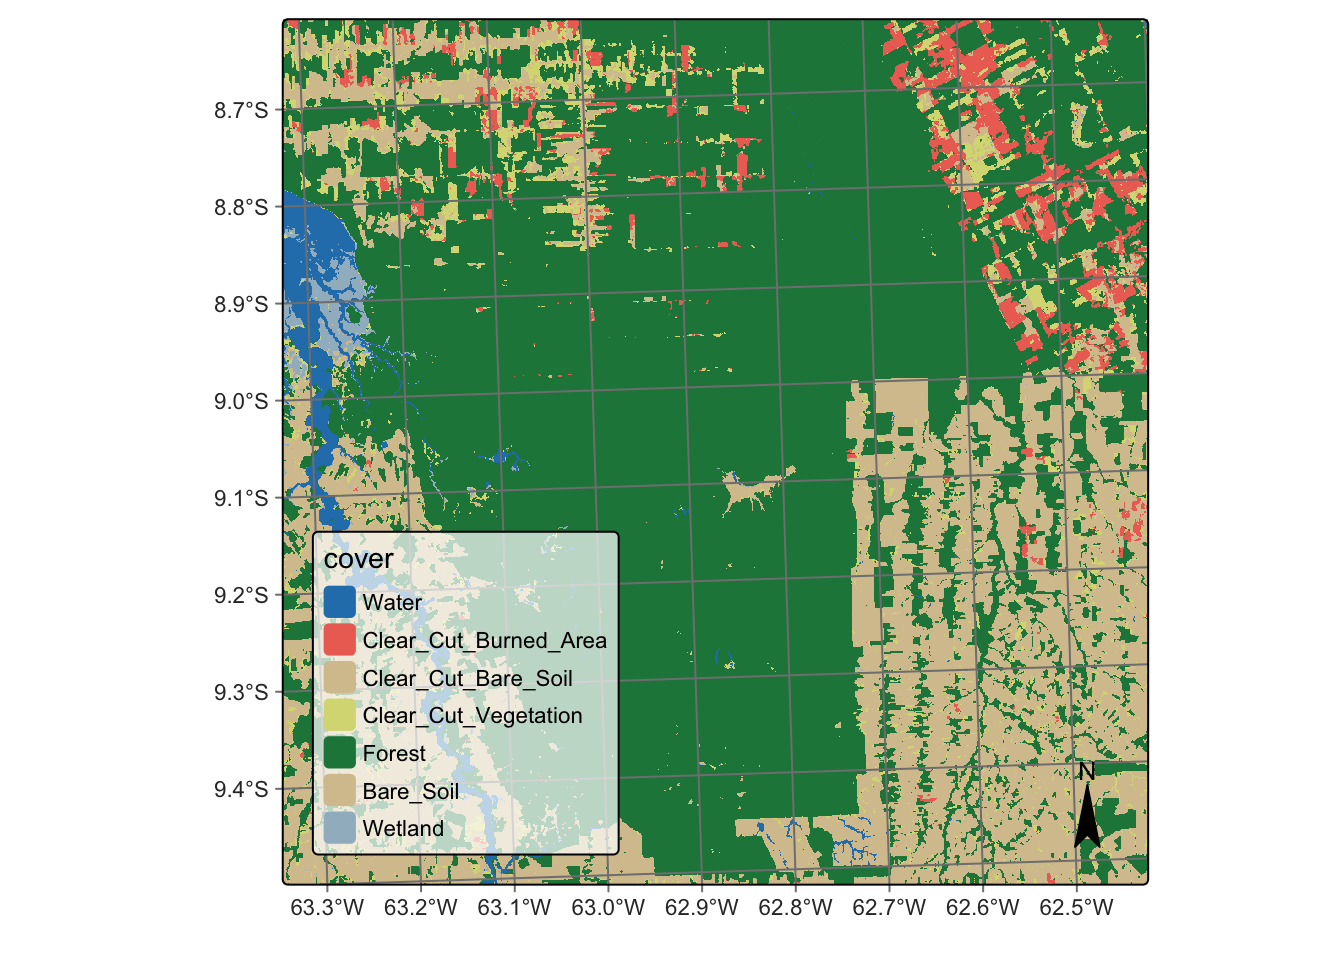 8.7°S
8.8°S
8.9°S
9.0°S
9.1°S
9.2°S
9.3°S
9.4°S
cover
Water
Clear_Cut_Burned_Area
Clear_Cut_Bare_Soil
Clear_Cut_Vegetation
Forest
Bare_Soil
Wetland
N
63.3°W 63.2°W 63.1°W 63.0°W 62.9°W 62.8°W 62.7°W 62.6°W 62.5°W